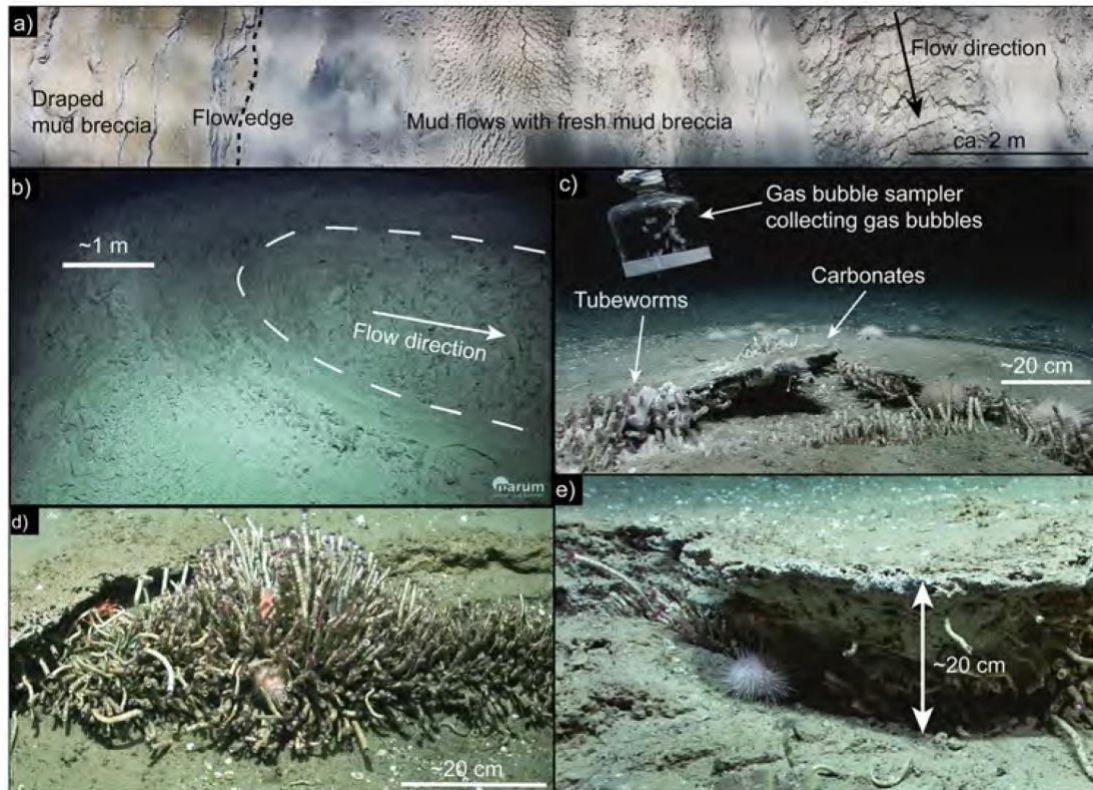 a)
Draped
mud breccia
Flow edge
Mud flows with fresh mud breccia
Flow direction
ca. 2 m
b)
~1 m
Flow direction
marum
c)
Gas bubble sampler
collecting gas bubbles
Tubeworms
Carbonates
~20 cm
d)
~20 cm
e)
~20 cm